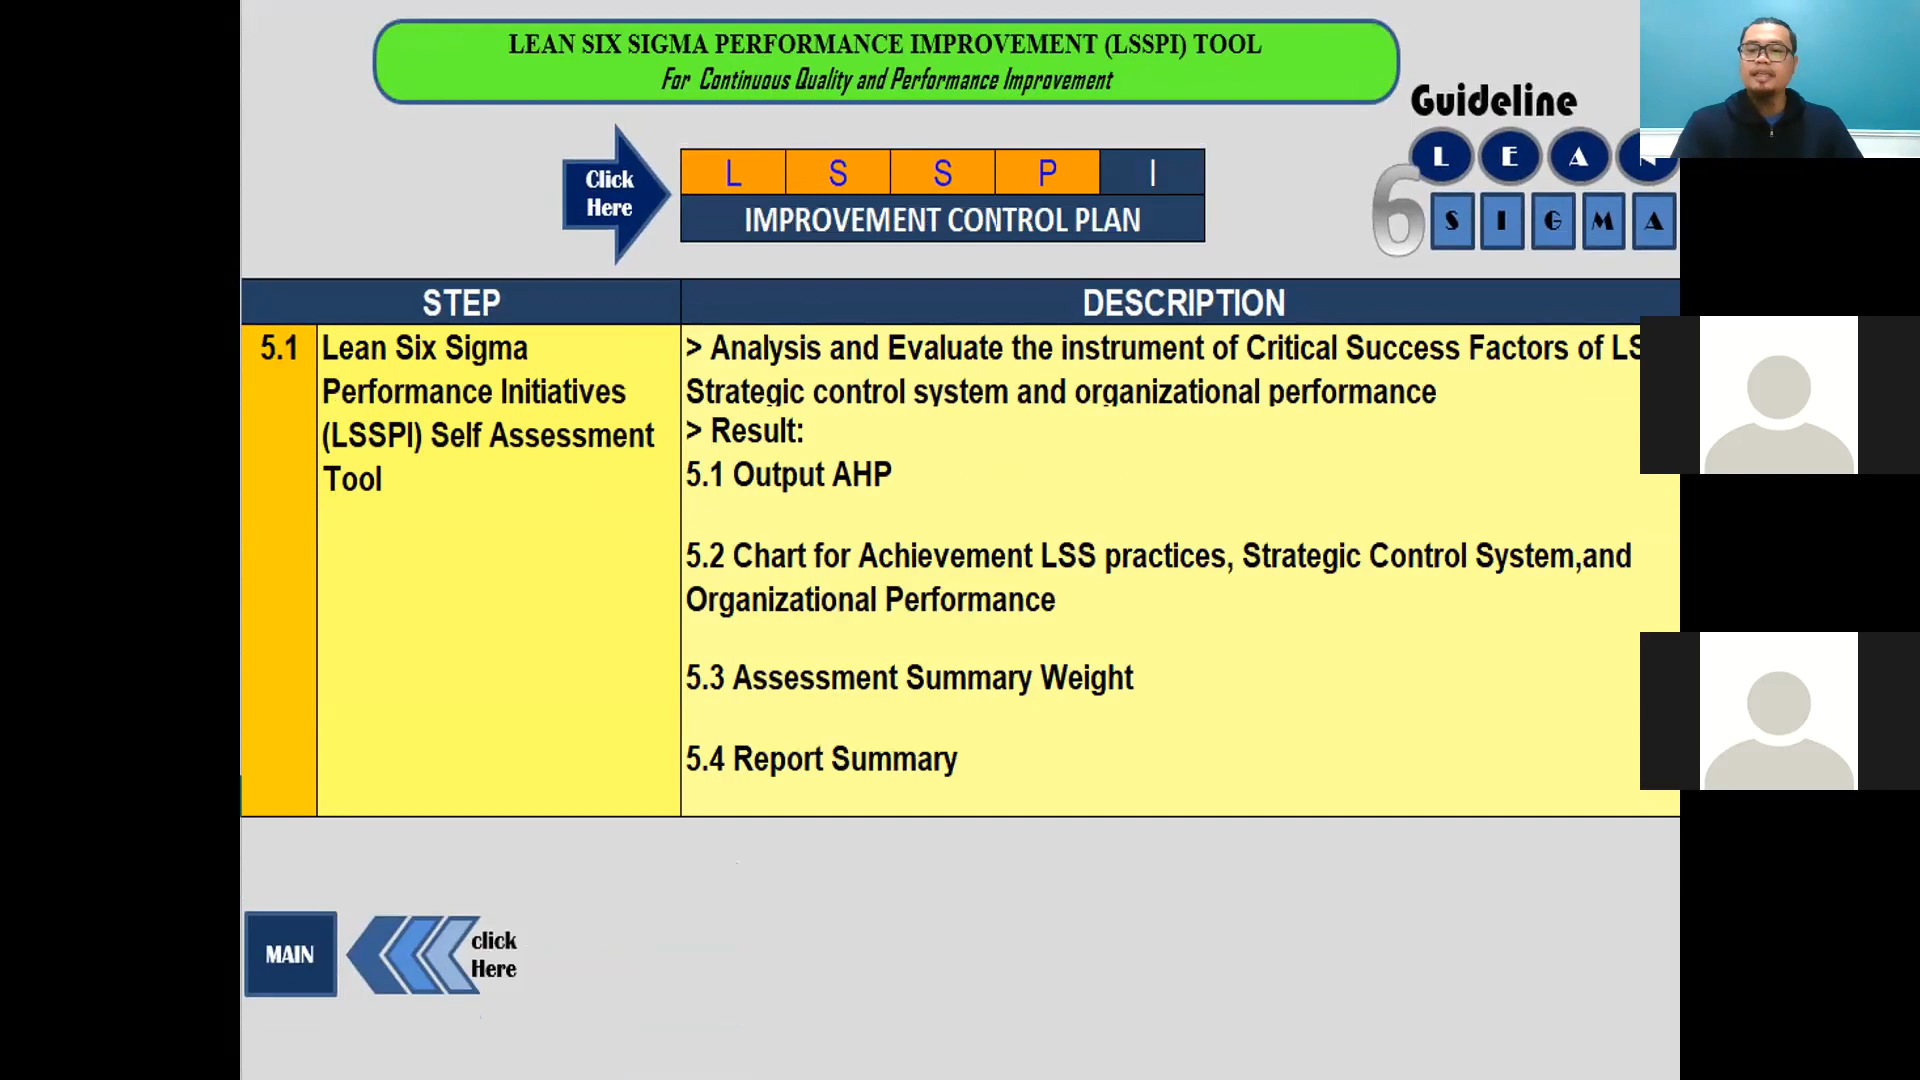 LEAN SIX SIGMA PERFORMANCE IMPROVEMENT (LSSPI) TOOL
For Continuous Quality and Performance Improvement
Guideline
Click
Here
L S S P I
IMPROVEMENT CONTROL PLAN
L E A N
6 S I G M A
STEP DESCRIPTION
5.1 Lean Six Sigma
Performance Initiatives
(LSSPI) Self Assessment
Tool
> Analysis and Evaluate the instrument of Critical Success Factors of LS
Strategic control system and organizational performance
> Result:
5.1 Output AHP
5.2 Chart for Achievement LSS practices, Strategic Control System,and
Organizational Performance
5.3 Assessment Summary Weight
5.4 Report Summary
MAIN
click
Here